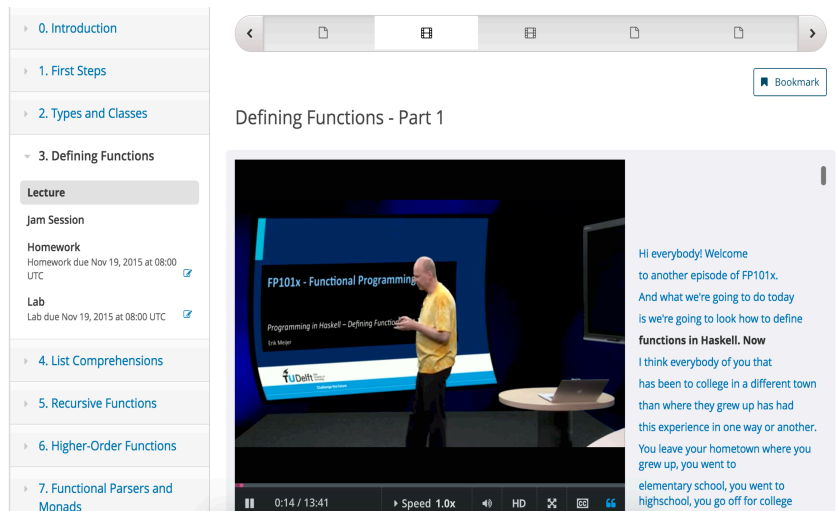 0. Introduction
1. First Steps
2. Types and Classes
3. Defining Functions
Lecture
Jam Session
Homework
Homework due Nov 19, 2015 at 08:00
UTC
Lab
Lab due Nov 19, 2015 at 08:00 UTC
4. List Comprehensions
5. Recursive Functions
6. Higher-Order Functions
7. Functional Parsers and
Monads
Bookmark
Defining Functions - Part 1
FP101x - Functional Programming
Programming in Haskell – Defining
Erik Meijer
TUDelft
Challenge the future
0:14 / 13:41
Speed 1.0x
HD
CC
Hi everybody! Welcome
to another episode of FP101x.
And what we're going to do today
is we're going to look how to define
functions in Haskell. Now
I think everybody of you that
has been to college in a different town
than where they grew up has had
this experience in one way or another.
You leave your hometown where you
grew up, you went to
elementary school, you went to
highschool, you go off for college